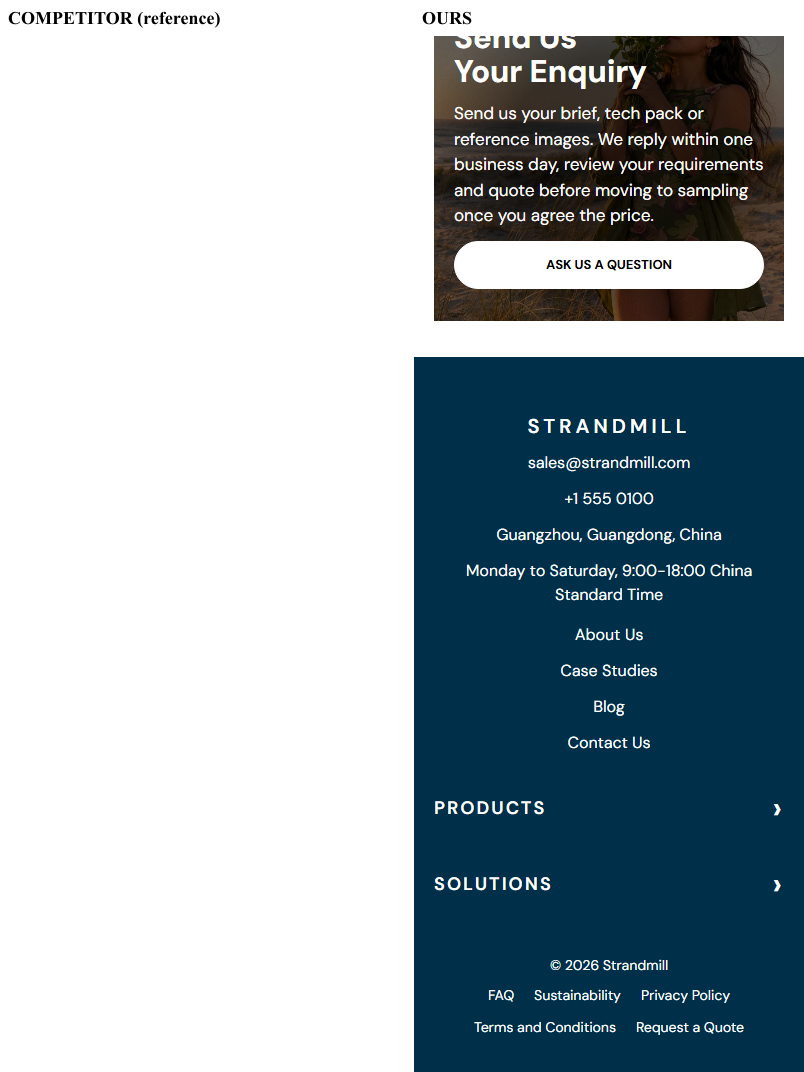 COMPETITOR (reference)
OURS
Send Us
Your Enquiry
Send us your brief, tech pack or
reference images. We reply within one
business day, review your requirements
and quote before moving to sampling
once you agree the price.
ASK US A QUESTION
STRANDMILL
sales@strandmill.com
+1 555 0100
Guangzhou, Guangdong, China
Monday to Saturday, 9:00-18:00 China
Standard Time
About Us
Case Studies
Blog
Contact Us
PRODUCTS
SOLUTIONS
© 2026 Strandmill
FAQ Sustainability Privacy Policy
Terms and Conditions Request a Quote